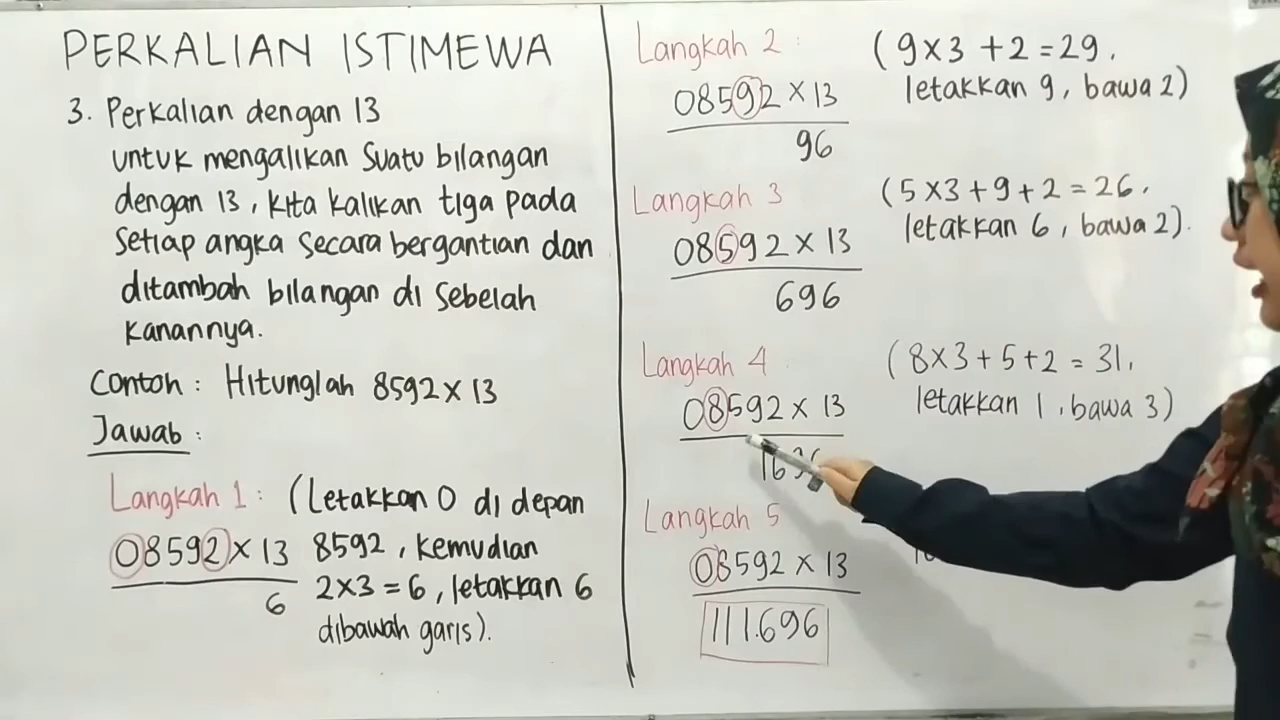 PERKALIAN ISTIMEWA
3. Perkalian dengan 13
untuk mengalikan suatu bilangan
dengan 13, kita kalikan tiga pada
setiap angka secara bergantian dan
ditambah bilangan di sebelah
kanannya.
Contoh : Hitunglah 8592 x 13
Jawab :
Langkah 1 : (Letakkan 0 di depan
08592 x 13 8592, kemudian
6 2 x 3 = 6, letakkan 6
dibawah garis).
Langkah 2 : (9 x 3 + 2 = 29,
08592 x 13 letakkan 9, bawa 2)
96
Langkah 3 (5 x 3 + 9 + 2 = 26,
08592 x 13 letakkan 6, bawa 2).
696
Langkah 4 (8 x 3 + 5 + 2 = 31,
08592 x 13 letakkan 1, bawa 3)
Langkah 5
08592 x 13
111.696